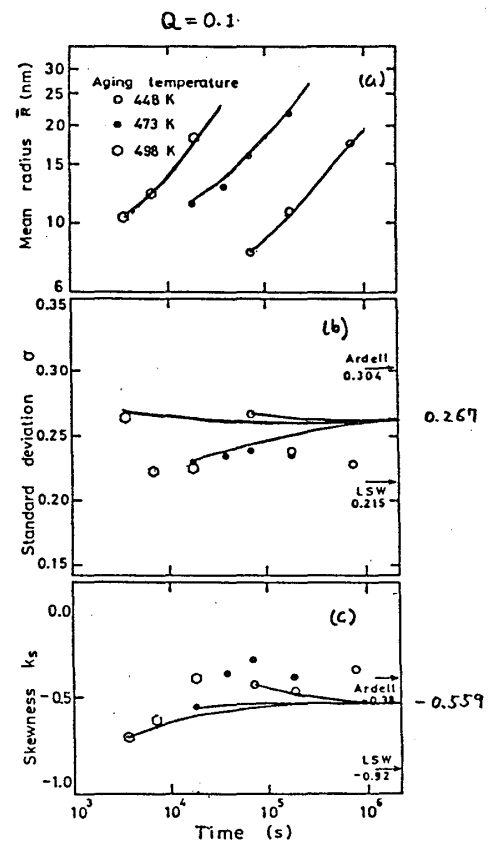 Q = 0.1
(a)
Mean radius R̄ (nm)
30
25
20
15
10
6
Aging temperature
448 K
473 K
498 K
(b)
Standard deviation σ
0.35
0.30
0.25
0.20
0.15
Ardell
0.304
0.267
LSW
0.215
(c)
Skewness ks
0.0
-0.5
-1.0
Ardell
-0.38
-0.559
LSW
-0.92
10³ 10⁴ 10⁵ 10⁶
Time (s)